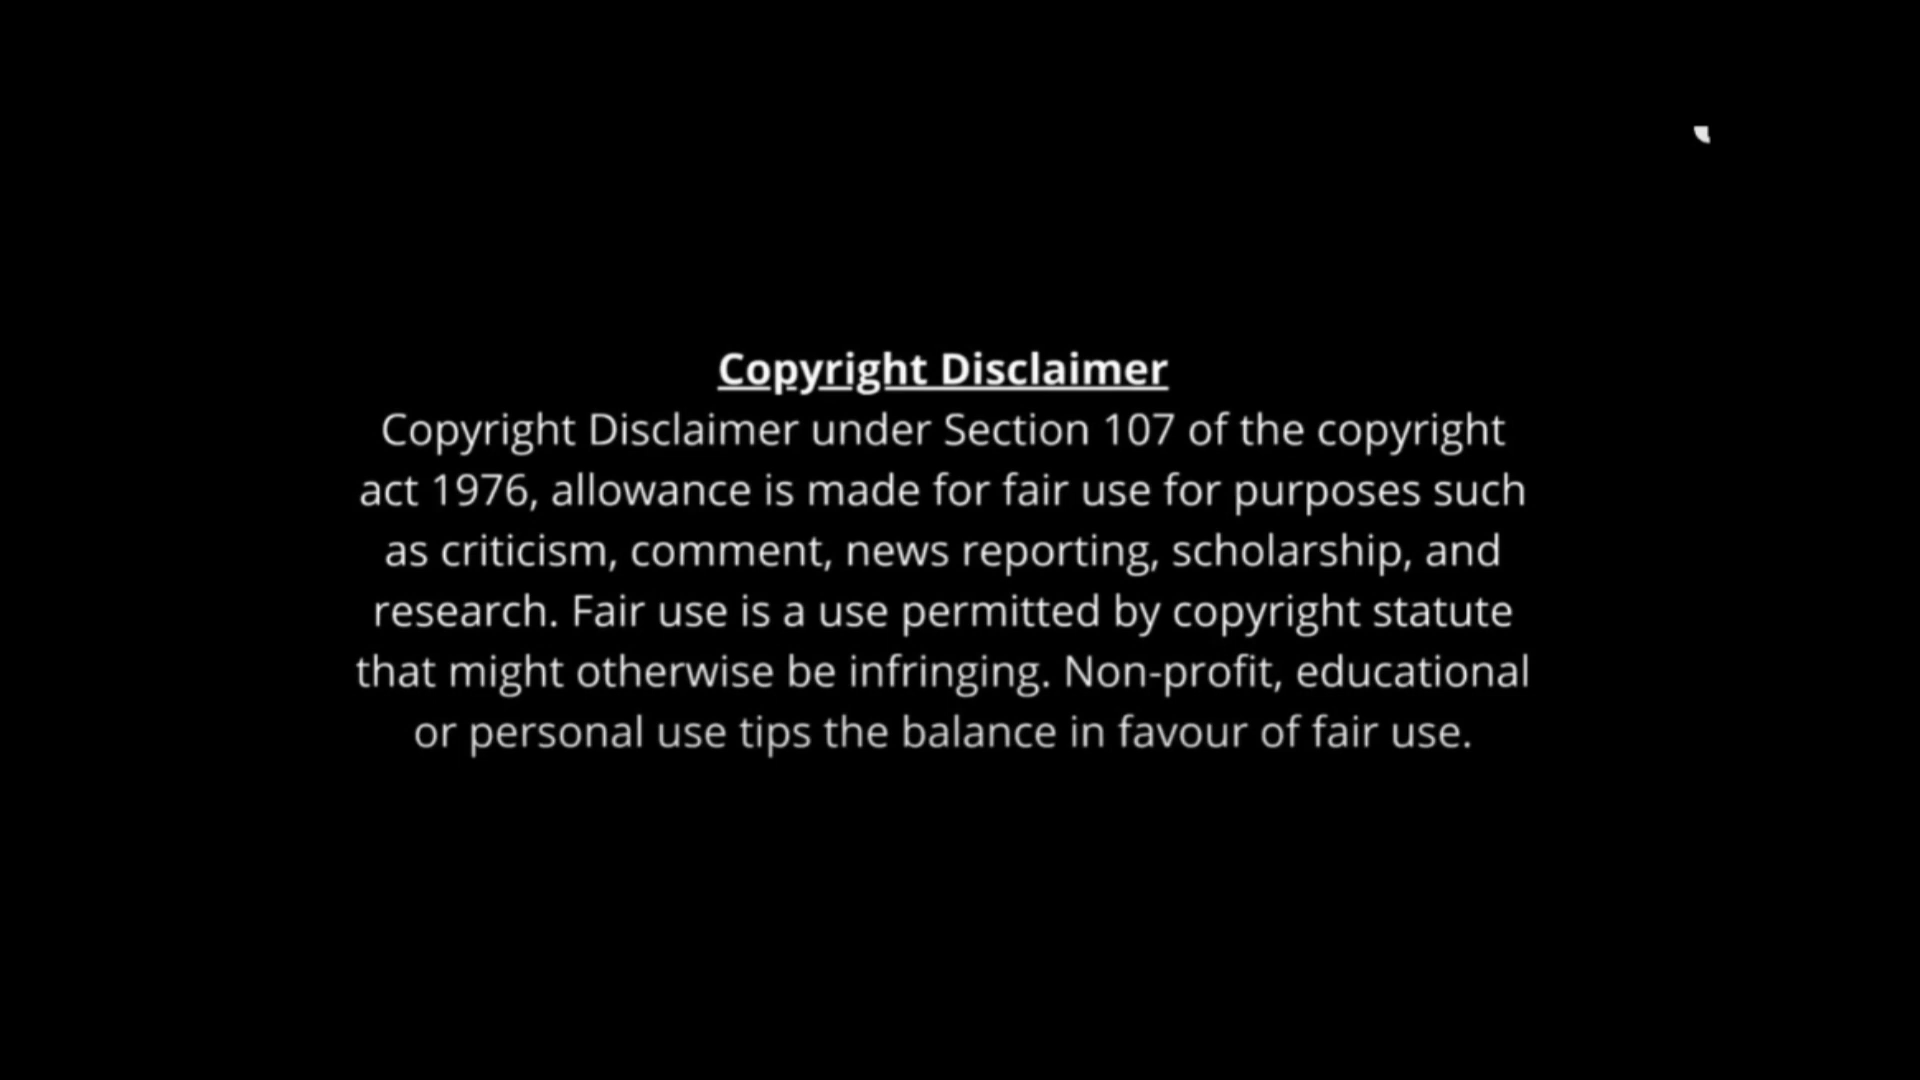 Copyright Disclaimer
Copyright Disclaimer under Section 107 of the copyright
act 1976, allowance is made for fair use for purposes such
as criticism, comment, news reporting, scholarship, and
research. Fair use is a use permitted by copyright statute
that might otherwise be infringing. Non-profit, educational
or personal use tips the balance in favour of fair use.